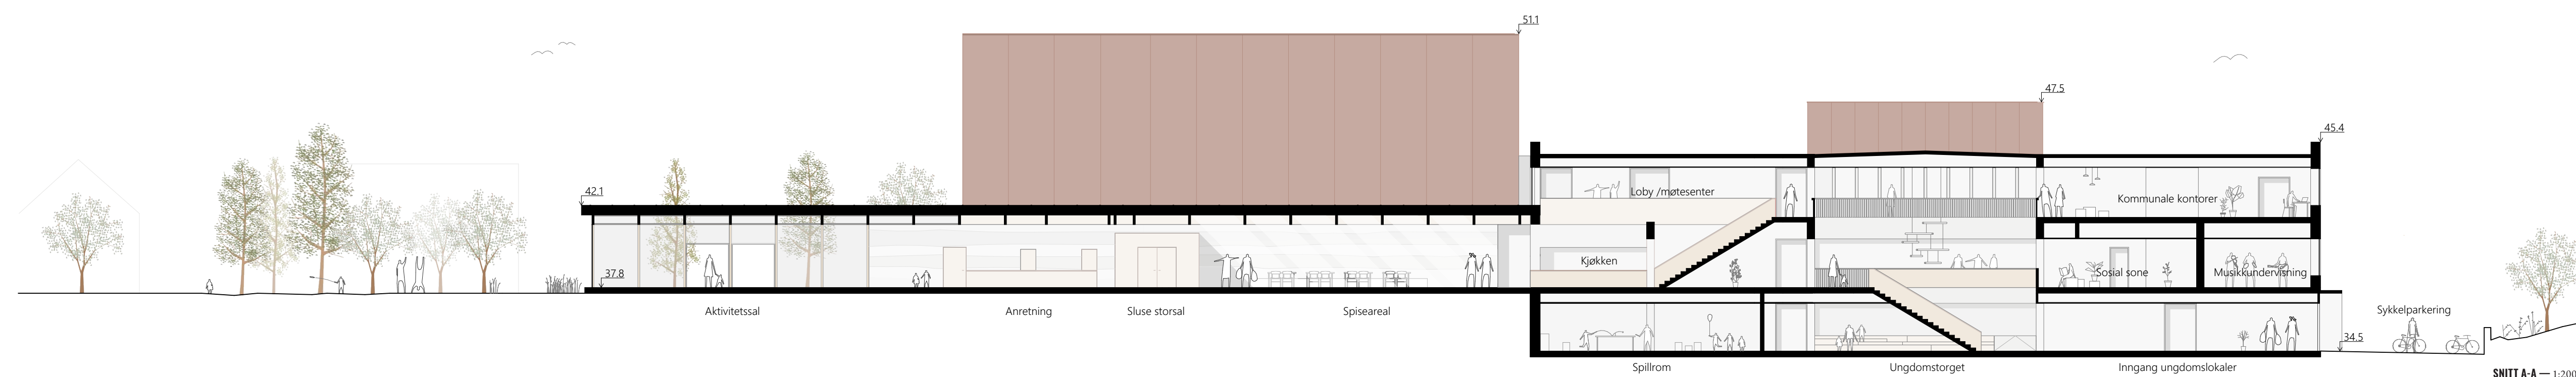 51.1
47.5
45.4
42.1
Loby /møtesenter
Kommunale kontorer
Kjøkken
37.8
Sosial sone
Musikkundervisning
Aktivitetssal
Anretning
Sluse storsal
Spiseareal
Sykkelparkering
34.5
Spillrom
Ungdomstorget
Inngang ungdomslokaler
SNITT A-A — 1:200